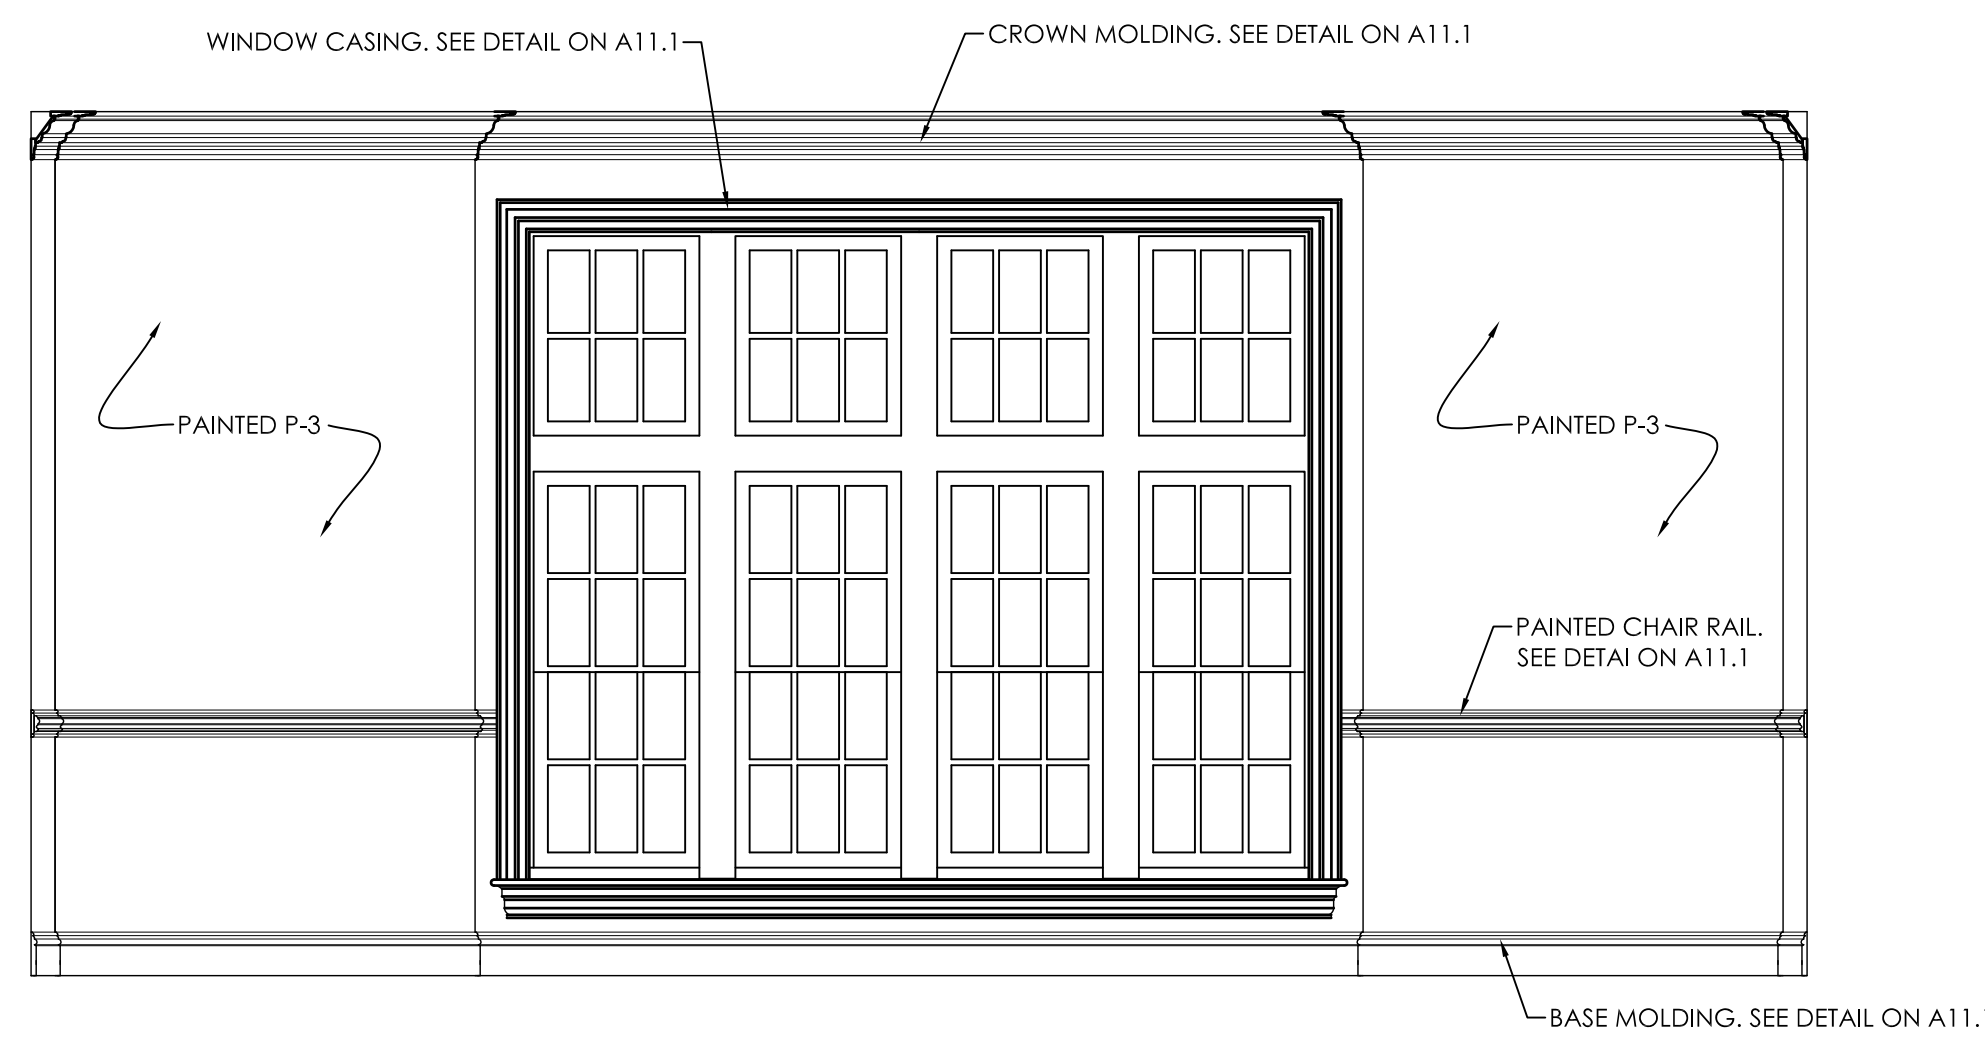 WINDOW CASING. SEE DETAIL ON A11.1
CROWN MOLDING. SEE DETAIL ON A11.1
PAINTED P-3
PAINTED P-3
PAINTED CHAIR RAIL.
SEE DETAI ON A11.1
BASE MOLDING. SEE DETAIL ON A11.